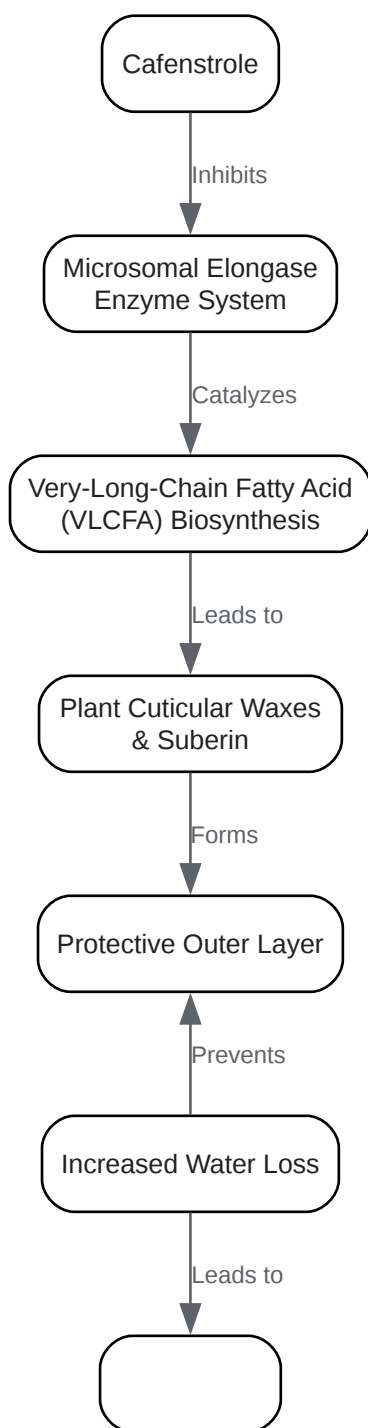 Cafenstrole
Inhibits
Microsomal Elongase
Enzyme System
Catalyzes
Very-Long-Chain Fatty Acid
(VLCFA) Biosynthesis
Leads to
Plant Cuticular Waxes
& Suberin
Forms
Protective Outer Layer
Prevents
Increased Water Loss
Leads to